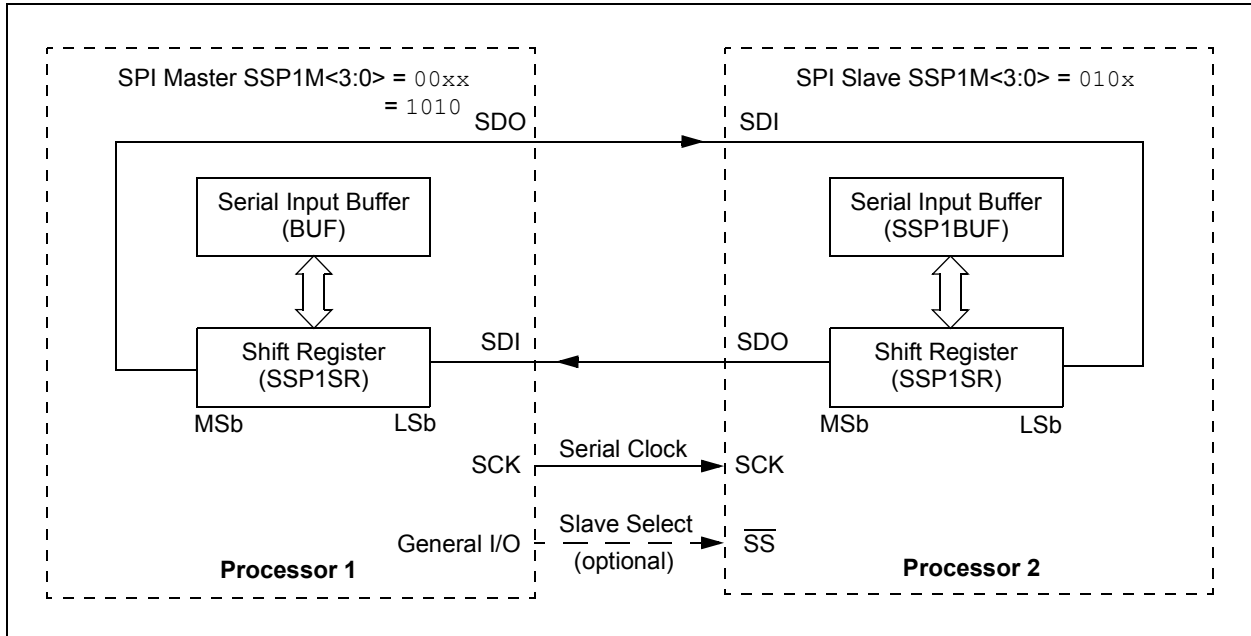 SPI Master SSP1M<3:0> = 00xx
= 1010
SPI Slave SSP1M<3:0> = 010x
SDO
SDI
Serial Input Buffer
(BUF)
Serial Input Buffer
(SSP1BUF)
SDI
SDO
Shift Register
(SSP1SR)
Shift Register
(SSP1SR)
MSb
LSb
MSb
LSb
SCK
Serial Clock
SCK
General I/O
Slave Select
(optional)
SS
Processor 1
Processor 2